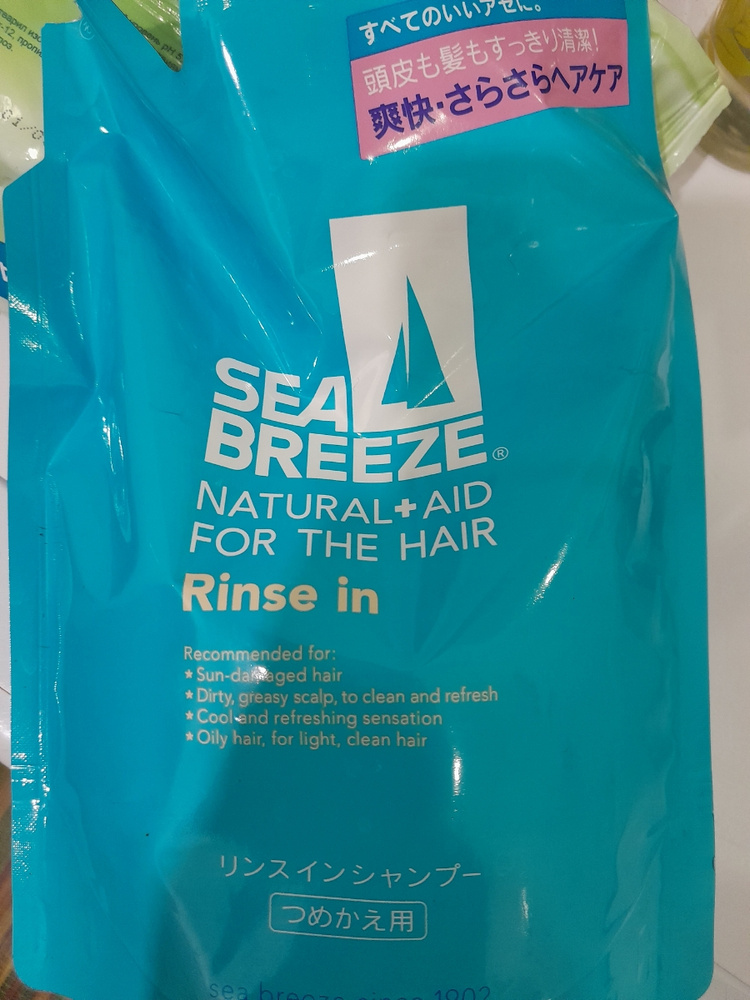 すべてのいいアセに。
頭皮も髪もすっきり清潔!
爽快・さらさらヘアケア
SEA
BREEZE®
NATURAL+AID
FOR THE HAIR
Rinse in
Recommended for:
★Sun-damaged hair
★Dirty, greasy scalp, to clean and refresh
★Cool and refreshing sensation
★Oily hair, for light, clean hair
リンスインシャンプー
つめかえ用
sea breeze since 1902